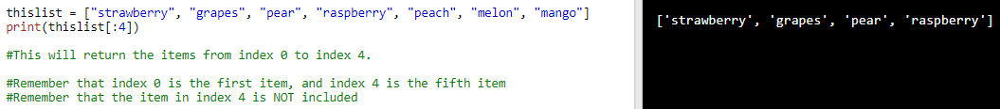 thislist = ["strawberry", "grapes", "pear", "raspberry", "peach", "melon", "mango"]
print(thislist[:4])
#This will return the items from index 0 to index 4.
#Remember that index 0 is the first item, and index 4 is the fifth item
#Remember that the item in index 4 is NOT included
['strawberry', 'grapes', 'pear', 'raspberry']